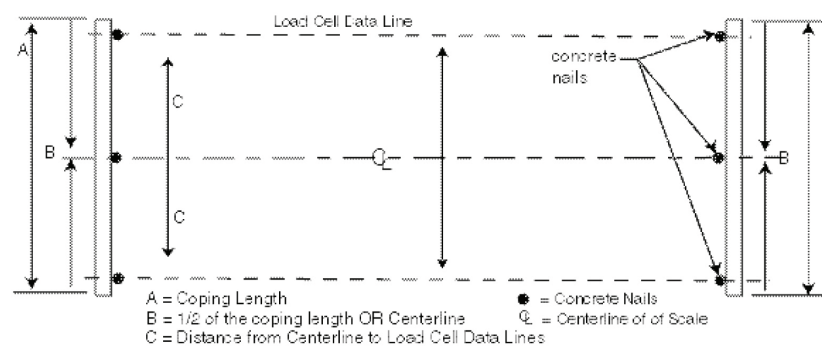 Load Cell Data Line
A
concrete
nails
C
B
℄
B
C
A = Coping Length
● = Concrete Nails
B = 1/2 of the coping length OR Centerline
℄ = Centerline of of Scale
C = Distance from Centerline to Load Cell Data Lines